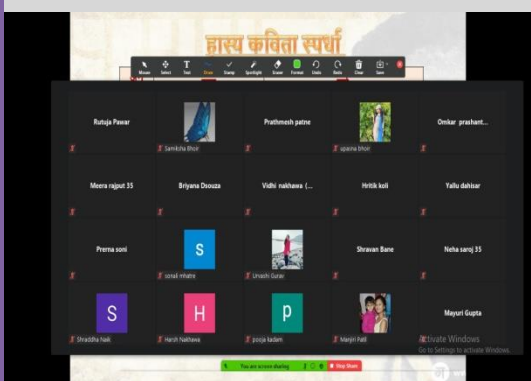 हास्य कविता स्पर्धा
Mouse Select Text Draw Stamp Spotlight Eraser Format Undo Redo Clear Save
Rutuja Pawar Samiksha Bhoir Prathmesh patne upasna bhoir Omkar prashant...
Meera rajput 35 Briyana Dsouza Vidhi nakhawa (... Hritik koli Yallu dahisar
Prerna soni S sonali mhatre Urvashi Gurav Shravan Bane Neha saroj 35
S Shraddha Naik H Harsh Nakhawa p pooja kadam Manjiri Patil Mayuri Gupta
Activate Windows
Go to Settings to activate Windows.
You are screen sharing Stop Share